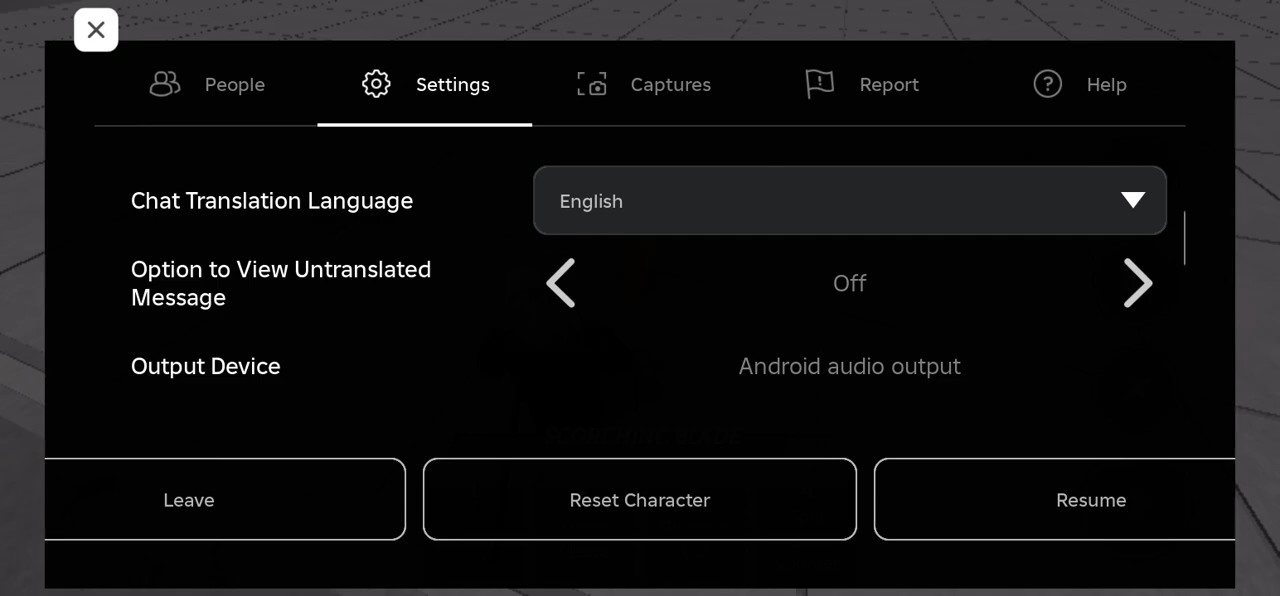 People
Settings
Captures
Report
Help
Chat Translation Language
English
Option to View Untranslated
Message
Off
Output Device
Android audio output
Leave
Reset Character
Resume